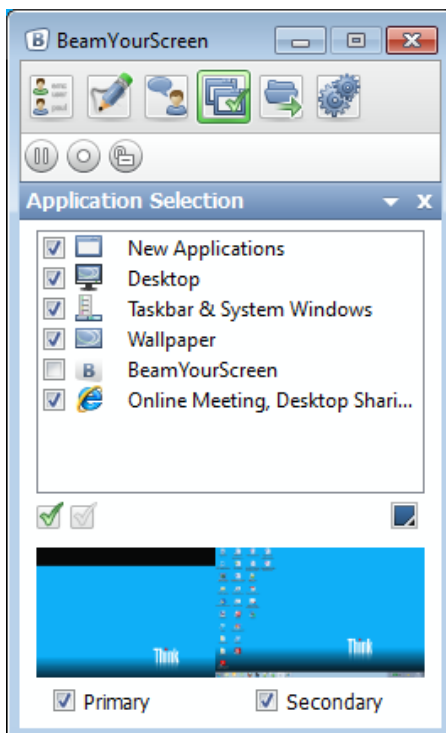 BeamYourScreen
Application Selection
New Applications
Desktop
Taskbar & System Windows
Wallpaper
BeamYourScreen
Online Meeting, Desktop Shari...
Think
Think
Primary
Secondary